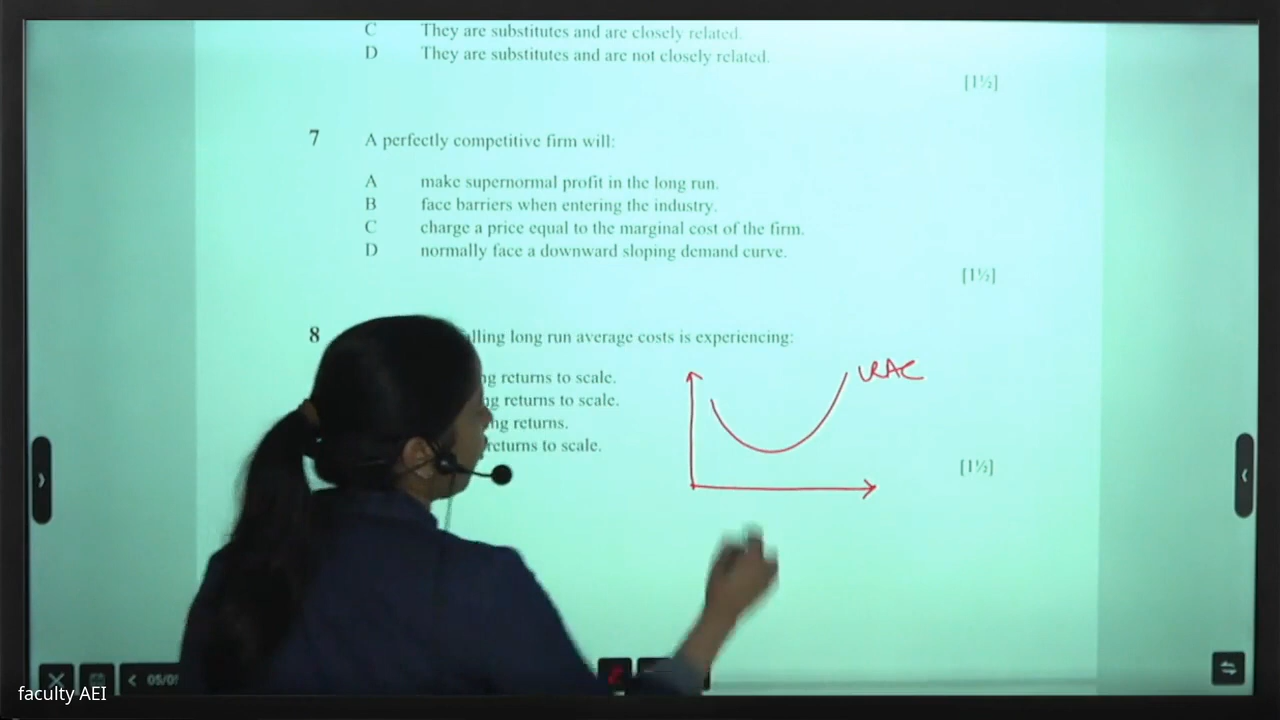 C They are substitutes and are closely related.
D They are substitutes and are not closely related.
[1½]
7 A perfectly competitive firm will:
A make supernormal profit in the long run.
B face barriers when entering the industry.
C charge a price equal to the marginal cost of the firm.
D normally face a downward sloping demand curve.
[1½]
8 long run average costs is experiencing:
returns to scale.
returns to scale.
returns.
returns to scale.
LRAC
[1½]
faculty AEI